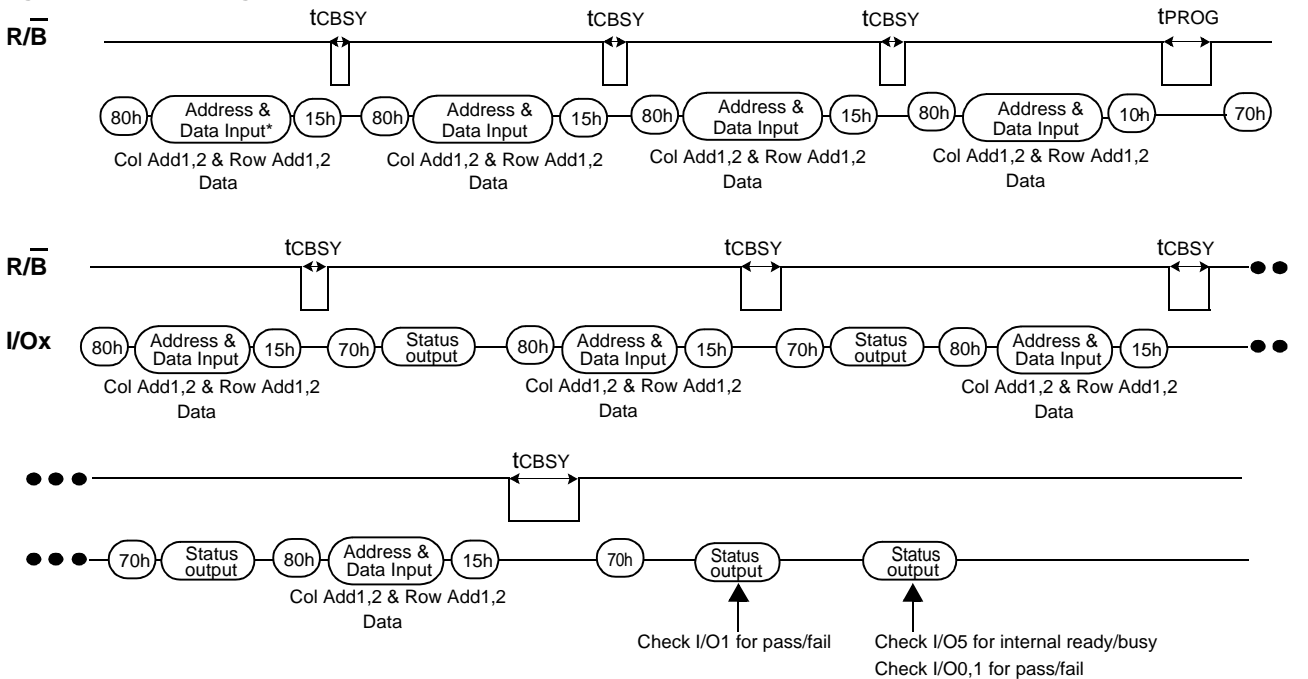 tCBSY tCBSY tCBSY tPROG
R/B
80h Address & Data Input* 15h 80h Address & Data Input 15h 80h Address & Data Input 15h 80h Address & Data Input 10h 70h
Col Add1,2 & Row Add1,2 Col Add1,2 & Row Add1,2 Col Add1,2 & Row Add1,2 Col Add1,2 & Row Add1,2
Data Data Data Data
tCBSY tCBSY tCBSY
R/B
I/Ox 80h Address & Data Input 15h 70h Status output 80h Address & Data Input 15h 70h Status output 80h Address & Data Input 15h
Col Add1,2 & Row Add1,2 Col Add1,2 & Row Add1,2 Col Add1,2 & Row Add1,2
Data Data Data
tCBSY
70h Status output 80h Address & Data Input 15h 70h Status output Status output
Col Add1,2 & Row Add1,2
Data
Check I/O1 for pass/fail Check I/O5 for internal ready/busy
Check I/O0,1 for pass/fail